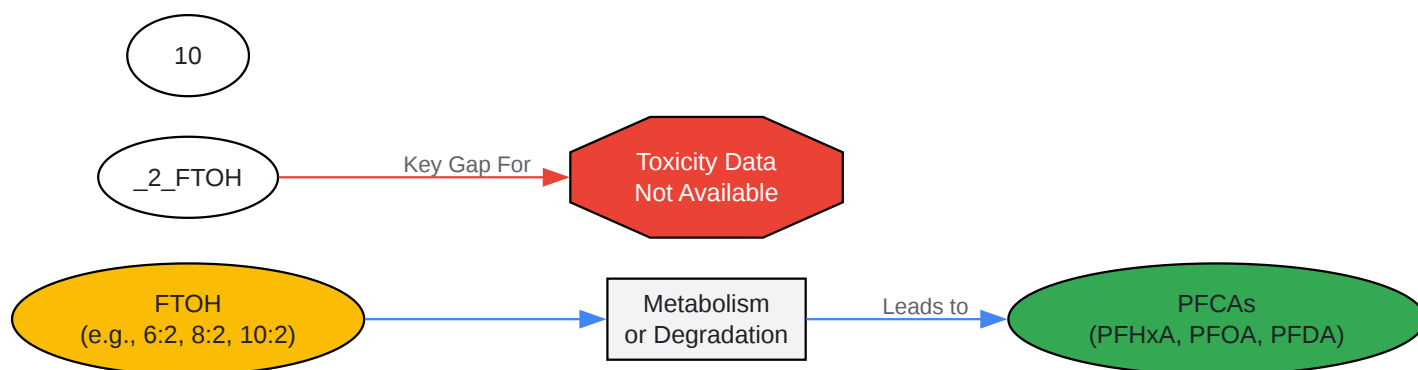 10
_2_FTOH
Key Gap For
Toxicity Data
Not Available
FTOH
(e.g., 6:2, 8:2, 10:2)
Metabolism
or Degradation
Leads to
PFCAs
(PFHxA, PFOA, PFDA)